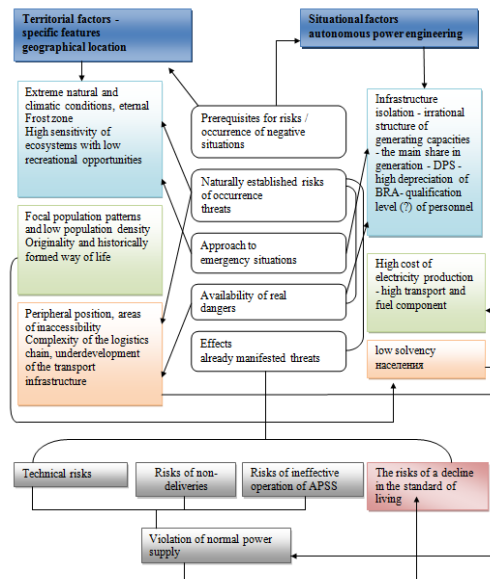 Territorial factors -
specific features
geographical location
Situational factors
autonomous power engineering
Extreme natural and
climatic conditions, eternal
Frost zone
High sensitivity of
ecosystems with low
recreational opportunities
Prerequisites for risks /
occurrence of negative
situations
Infrastructure
isolation - irrational
structure of
generating capacities
- the main share in
generation - DPS -
high depreciation of
BRA- qualification
level (?) of personnel
Naturally established risks
of occurrence
threats
Focal population patterns
and low population density
Originality and historically
formed way of life
Approach to
emergency situations
High cost of
electricity production
- high transport and
fuel component
Availability of real
dangers
Peripheral position, areas
of inaccessibility
Complexity of the logistics
chain, underdevelopment
of the transport
infrastructure
Effects
already manifested threats
low solvency
населения
Technical risks
Risks of non-
deliveries
Risks of ineffective
operation of APSS
The risks of a decline
in the standard of
living
Violation of normal power
supply